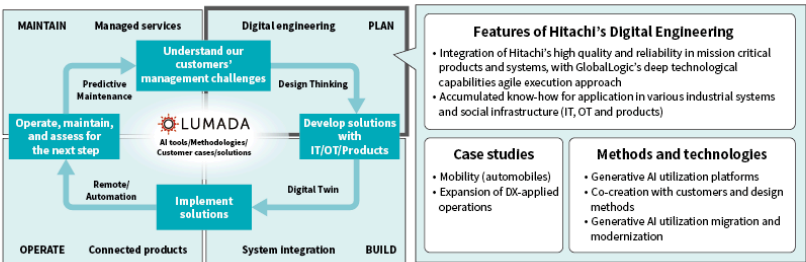 MAINTAIN Managed services
Digital engineering PLAN
Understand our
customers'
management challenges
Predictive
Maintenance
Design Thinking
Operate, maintain,
and assess for
the next step
LUMADA
AI tools/Methodologies/
Customer cases/solutions
Develop solutions
with
IT/OT/Products
Remote/
Automation
Implement
solutions
Digital Twin
OPERATE Connected products
System integration BUILD
Features of Hitachi's Digital Engineering
• Integration of Hitachi's high quality and reliability in mission critical
products and systems, with GlobalLogic's deep technological
capabilities agile execution approach
• Accumulated know-how for application in various industrial systems
and social infrastructure (IT, OT and products)
Case studies
• Mobility (automobiles)
• Expansion of DX-applied
operations
Methods and technologies
• Generative AI utilization platforms
• Co-creation with customers and design
methods
• Generative AI utilization migration and
modernization